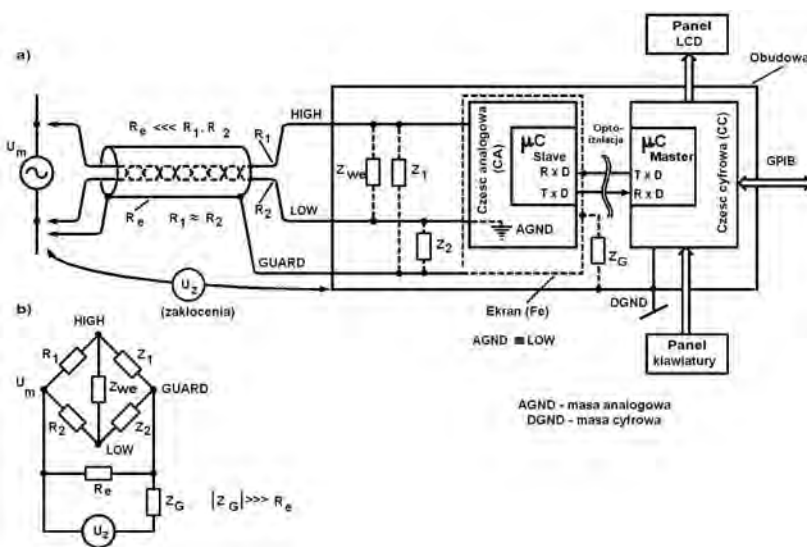 a)
Panel
LCD
Obudowa
R_e <<< R_1, R_2
R_1
HIGH
U_m
Z_we
Z_1
Czesc analogowa
(CA)
µC
Slave
R x D
T x D
Opto-
izolacja
µC
Master
T x D
R x D
Czesc cyfrowa (CC)
GPIB
R_e
R_1 ≈ R_2
R_2
LOW
AGND
Z_2
GUARD
Z_G
U_z
(zaklocenia)
Ekran (Fe)
DGND
AGND ≡ LOW
Panel
klawiatury
b)
HIGH
R_1
Z_1
U_m
Z_we
GUARD
R_2
Z_2
LOW
R_e
Z_G
|Z_G| >>> R_e
U_z
AGND - masa analogowa
DGND - masa cyfrowa